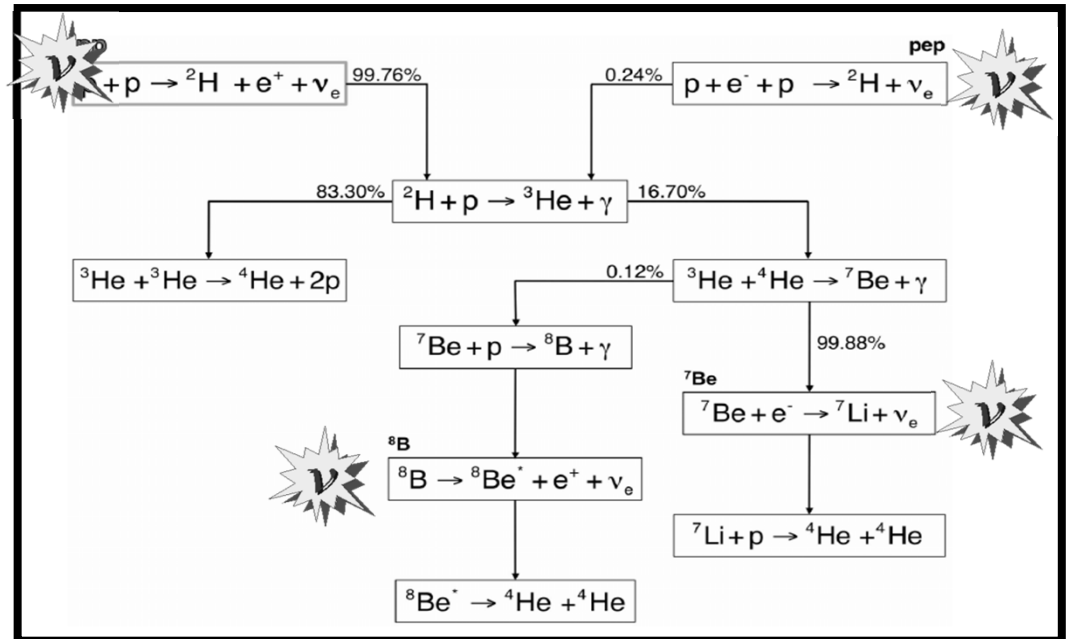 pep
ν
ν
+ p → ²H + e⁺ + νₑ
99.76%
0.24%
p + e⁻ + p → ²H + νₑ
83.30%
²H + p → ³He + γ
16.70%
³He + ³He → ⁴He + 2p
0.12%
³He + ⁴He → ⁷Be + γ
⁷Be + p → ⁸B + γ
99.88%
⁷Be
⁷Be + e⁻ → ⁷Li + νₑ
ν
⁸B
⁸B → ⁸Be* + e⁺ + νₑ
ν
⁷Li + p → ⁴He + ⁴He
⁸Be* → ⁴He + ⁴He